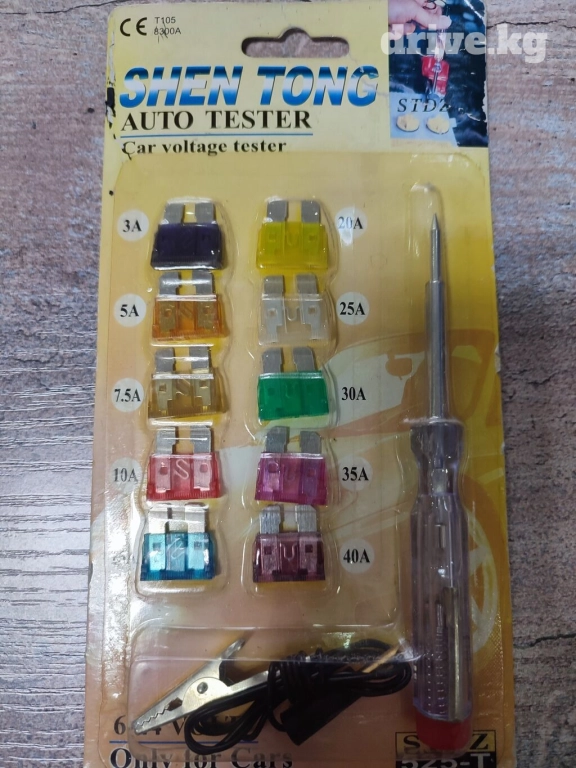 CE T105
8300A
drive.kg
SHEN TONG
STDZ
AUTO TESTER
Car voltage tester
3A
20A
5A
25A
7.5A
30A
10A
35A
40A
Only for Cars